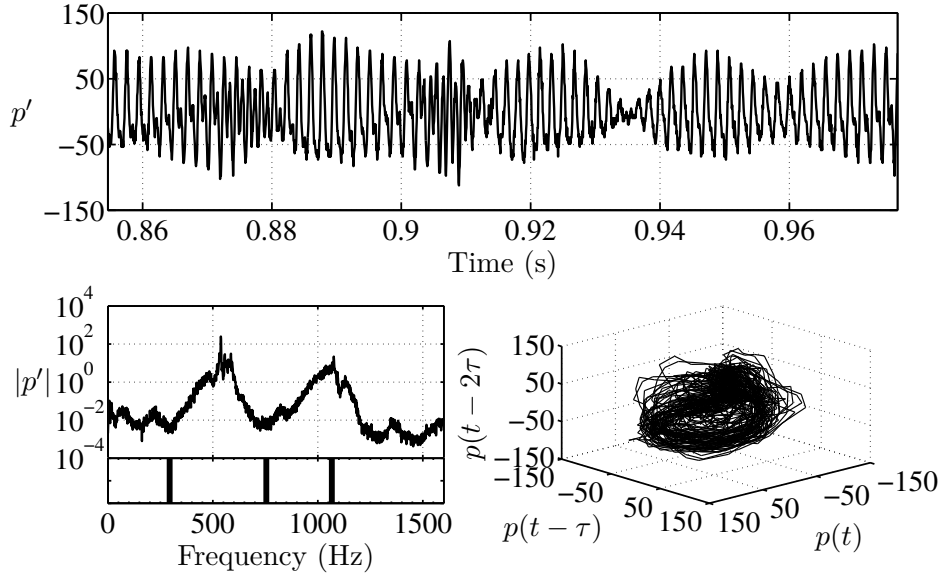 150
50
−50
−150
p′
0.86 0.88 0.9 0.92 0.94 0.96
Time (s)
10^4
10^2
10^0
10^−2
10^−4
10
|p′|
0 500 1000 1500
Frequency (Hz)
150
50
−50
−150
p(t − 2τ)
−150 −50 50 150
p(t − τ)
150 50 −50 −150
p(t)